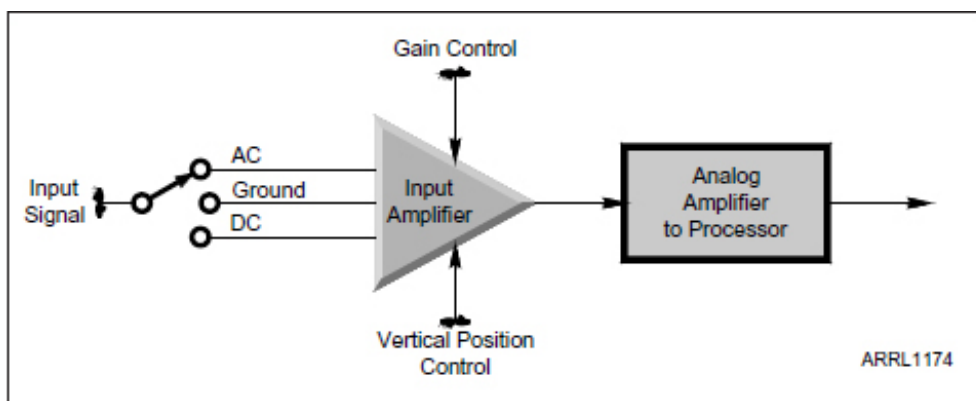 Gain Control
AC
Input
Signal
Ground
DC
Input
Amplifier
Analog
Amplifier
to Processor
Vertical Position
Control
ARRL1174